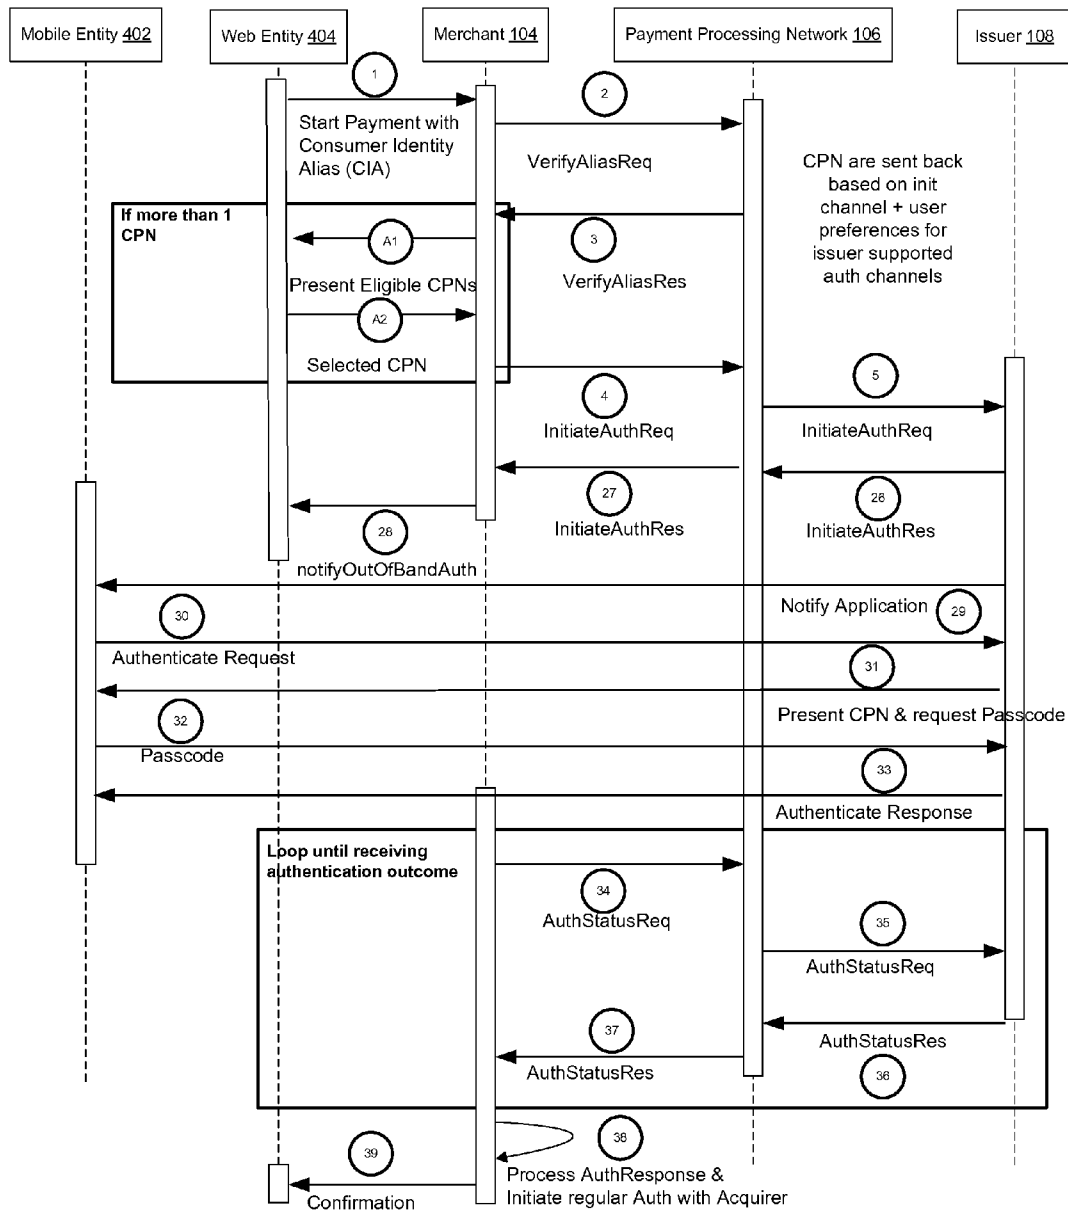 Mobile Entity 402
Web Entity 404
Merchant 104
Payment Processing Network 106
Issuer 108
1
Start Payment with
Consumer Identity
Alias (CIA)
2
VerifyAliasReq
CPN are sent back
based on init
channel + user
preferences for
issuer supported
auth channels
If more than 1
CPN
A1
Present Eligible CPNs
3
VerifyAliasRes
A2
Selected CPN
4
InitiateAuthReq
5
InitiateAuthReq
27
InitiateAuthRes
26
InitiateAuthRes
28
notifyOutOfBandAuth
Notify Application
29
30
Authenticate Request
31
Present CPN & request Passcode
32
Passcode
33
Authenticate Response
Loop until receiving
authentication outcome
34
AuthStatusReq
35
AuthStatusReq
37
AuthStatusRes
AuthStatusRes
36
38
Process AuthResponse &
Initiate regular Auth with Acquirer
39
Confirmation